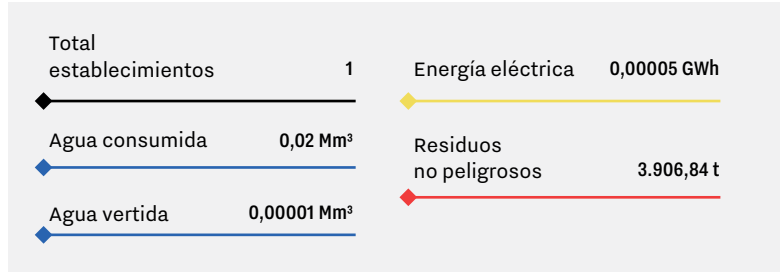 Total
establecimientos 1
Agua consumida 0,02 Mm³
Agua vertida 0,00001 Mm³
Energía eléctrica 0,00005 GWh
Residuos
no peligrosos 3.906,84 t